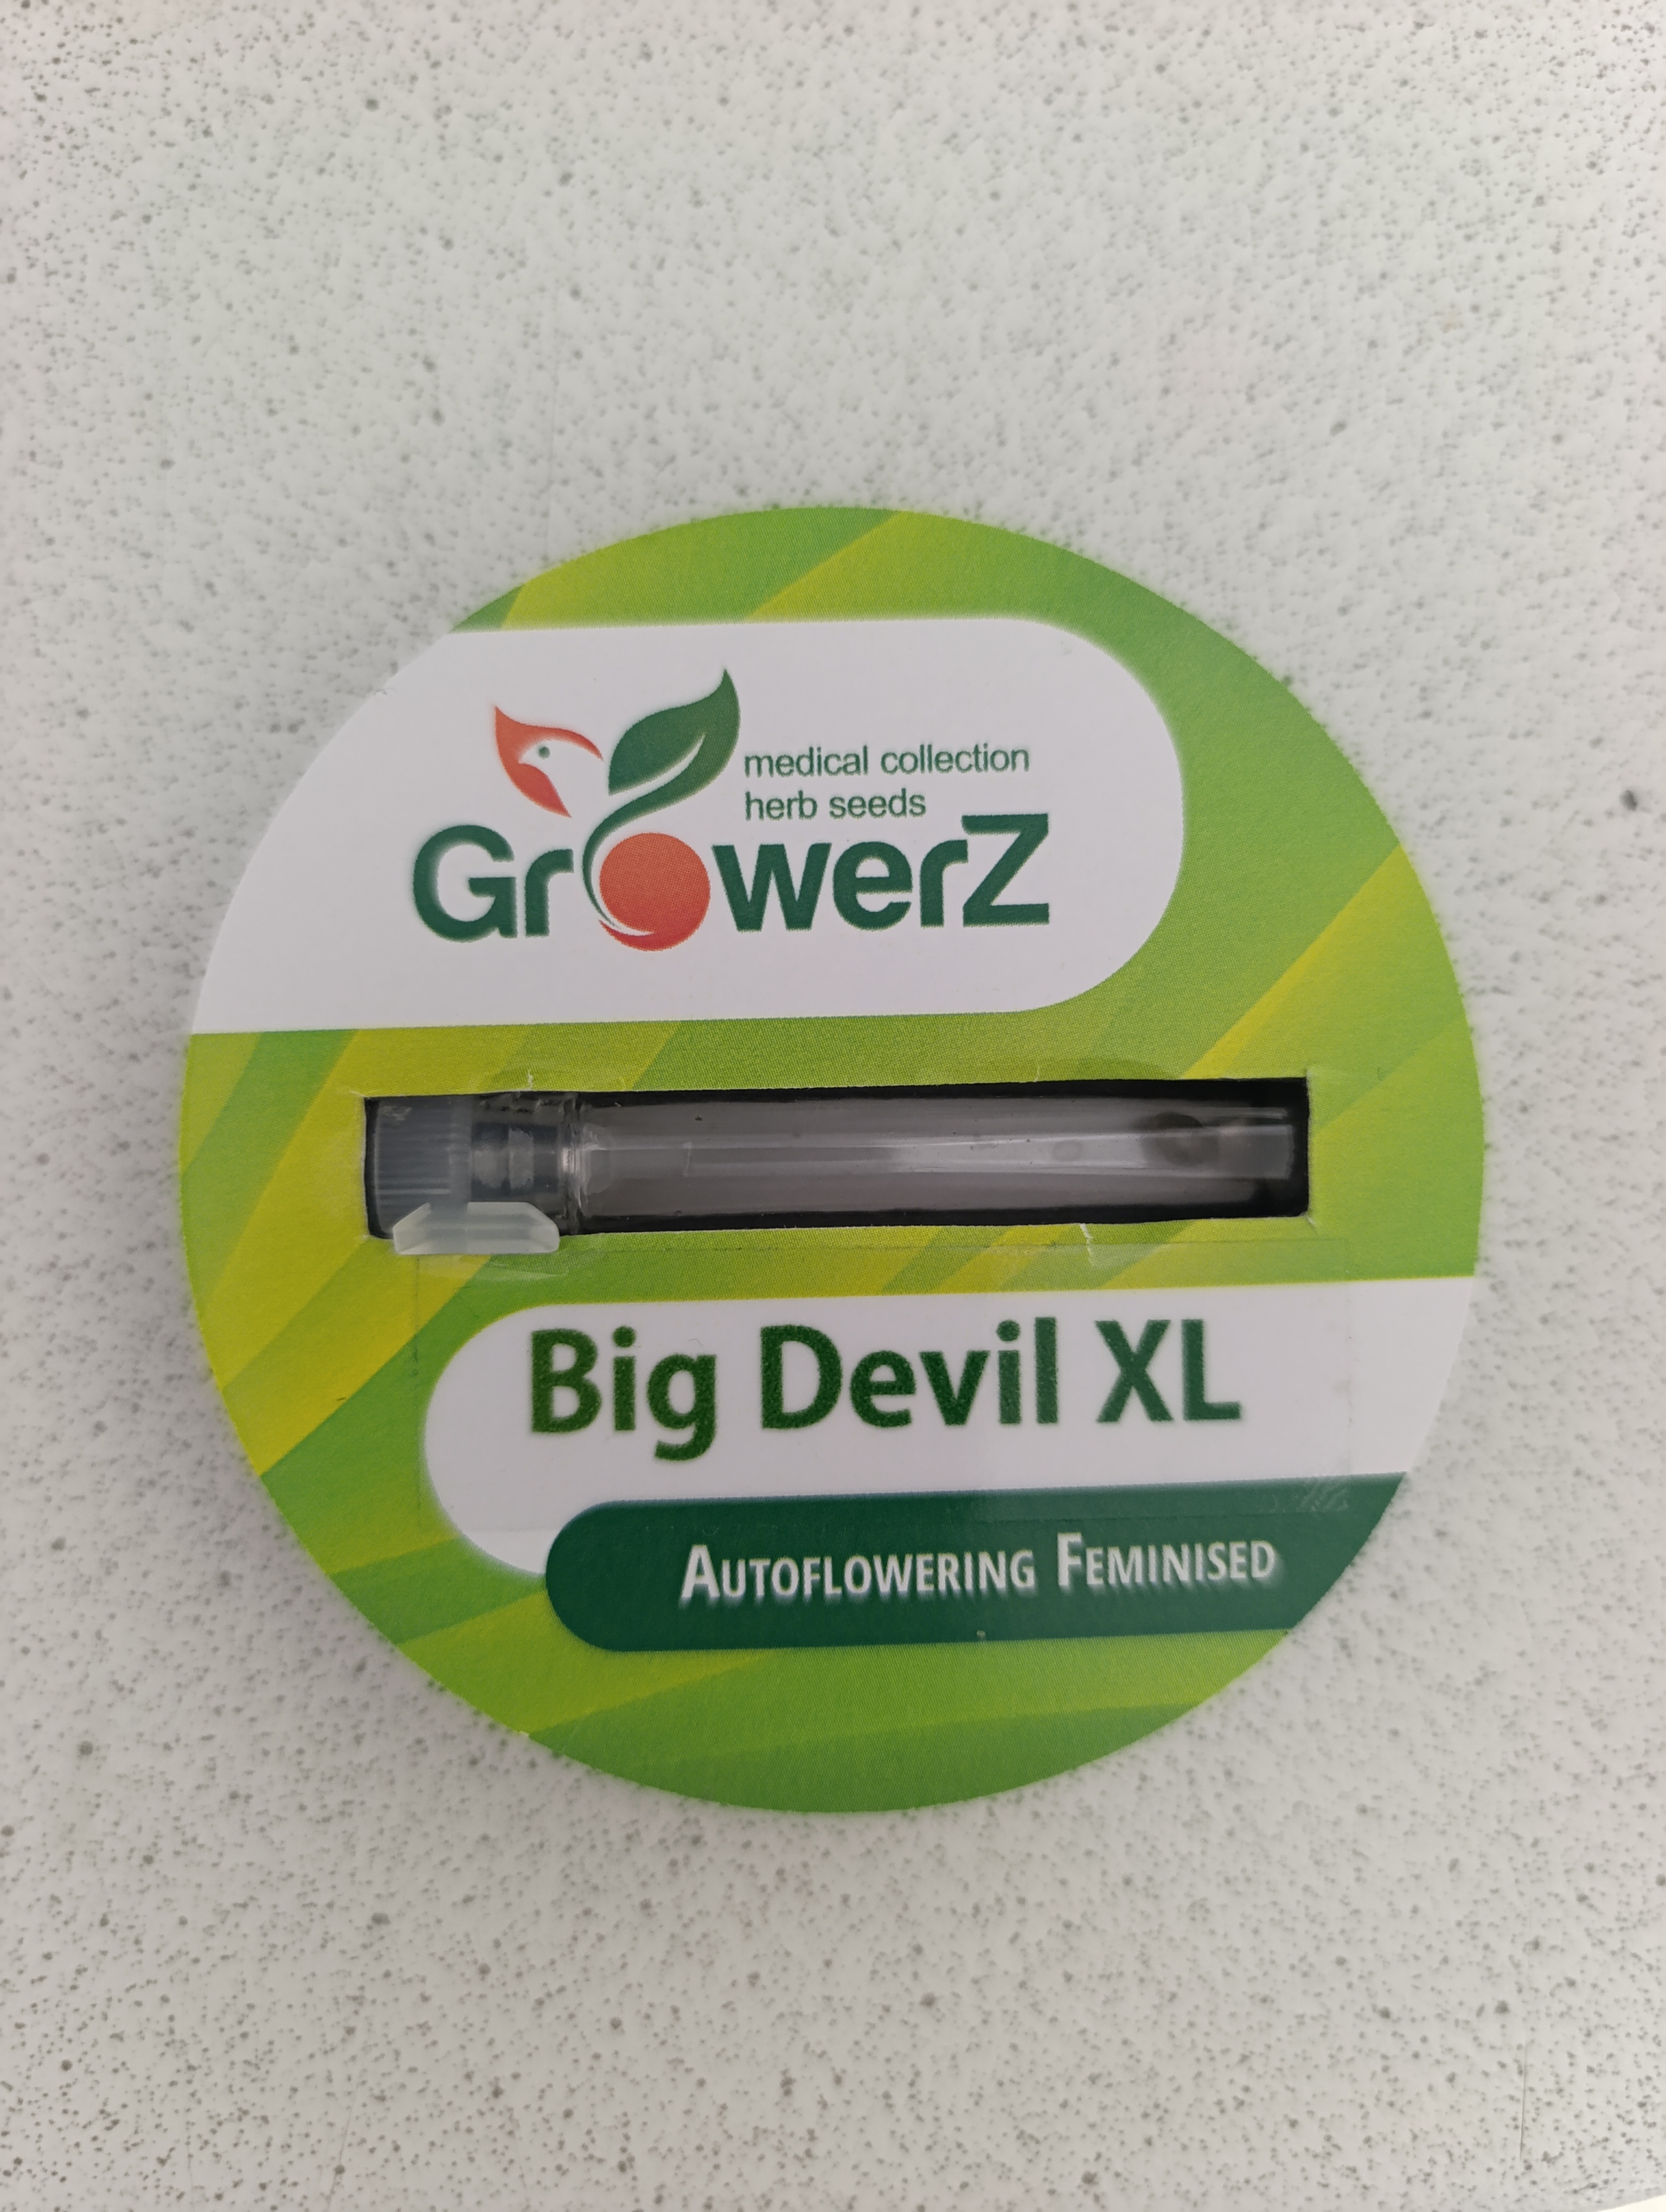 medical collection
herb seeds
GrowerZ
Big Devil XL
AUTOFLOWERING FEMINISED